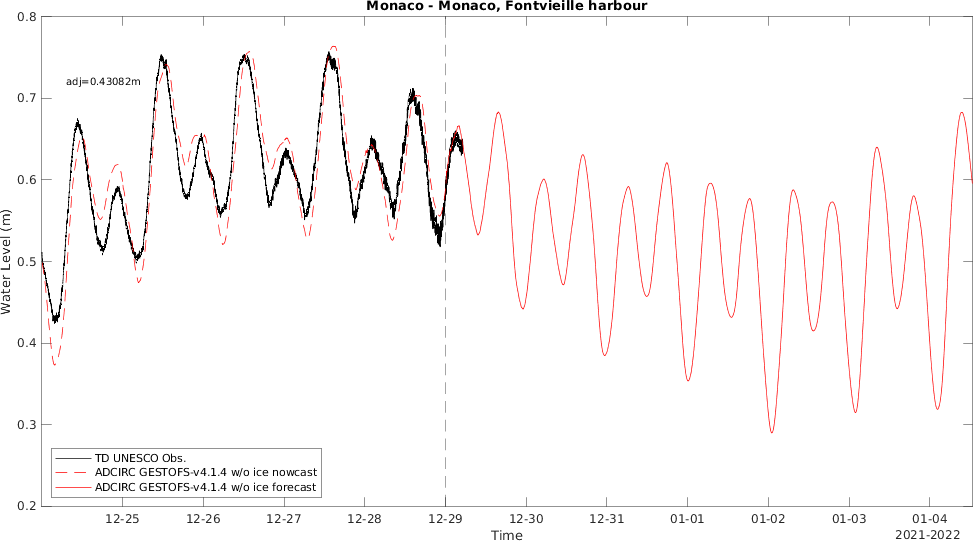 Monaco - Monaco, Fontvieille harbour
0.8
0.7
0.6
0.5
0.4
0.3
0.2
Water Level (m)
adj=0.43082m
TD UNESCO Obs.
ADCIRC GESTOFS-v4.1.4 w/o ice nowcast
ADCIRC GESTOFS-v4.1.4 w/o ice forecast
12-25 12-26 12-27 12-28 12-29 12-30 12-31 01-01 01-02 01-03 01-04
Time
2021-2022